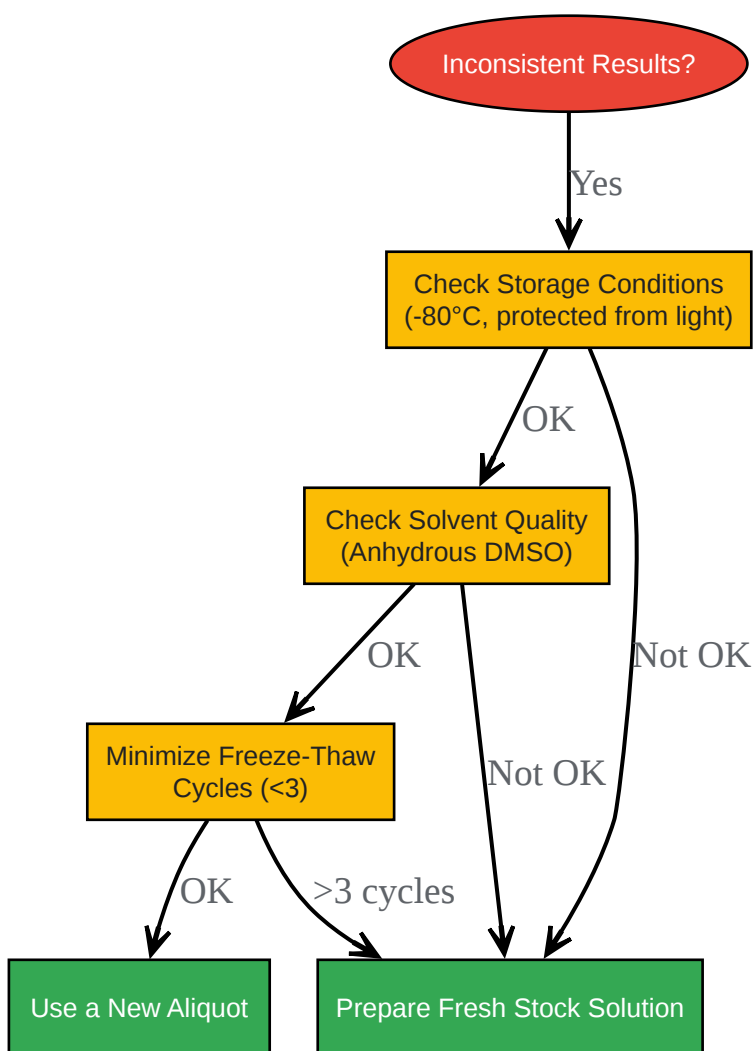 Inconsistent Results?
Yes
Check Storage Conditions
(-80°C, protected from light)
OK
Check Solvent Quality
(Anhydrous DMSO)
OK
Not OK
Minimize Freeze-Thaw
Cycles (<3)
Not OK
OK
>3 cycles
Use a New Aliquot
Prepare Fresh Stock Solution